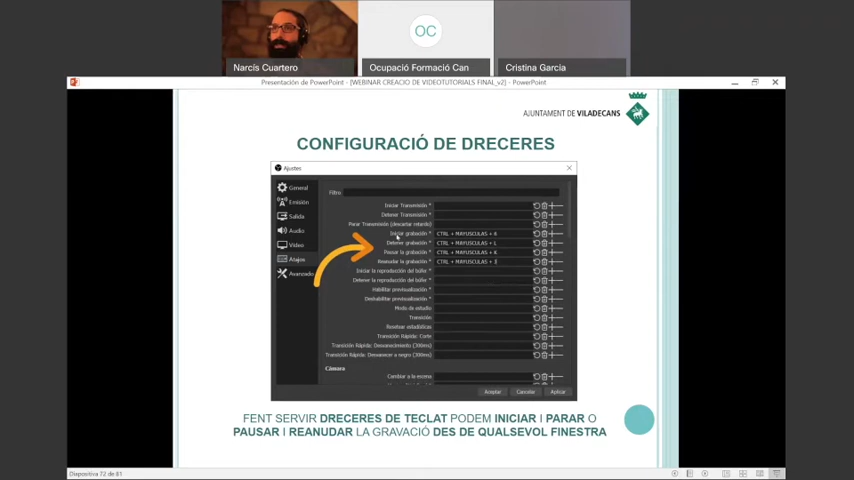 OC
Narcís Cuartero
Ocupació Formació Can
Cristina Garcia
Presentación de PowerPoint - [WEBINAR CREACIO DE VIDEOTUTORIALS FINAL_v2] - PowerPoint
AJUNTAMENT DE VILADECANS
CONFIGURACIÓ DE DRECERES
Ajustes
General
Emisión
Salida
Audio
Vídeo
Atajos
Avanzado
Filtro
Iniciar Transmisión *
Detener Transmisión *
Parar Transmisión (descartar retardo)
Iniciar grabación * CTRL + MAYUSCULAS + A
Detener grabación * CTRL + MAYUSCULAS + L
Pausar la grabación * CTRL + MAYUSCULAS + K
Reanudar la grabación * CTRL + MAYUSCULAS + J
Iniciar la reproducción del búfer *
Detener la reproducción del búfer *
Habilitar previsualización *
Deshabilitar previsualización *
Modo de estudio *
Transición
Resetear estadísticas
Transición Rápida: Corte
Transición Rápida: Desvanecimiento (300ms)
Transición Rápida: Desvanecer a negro (300ms)
Cámara
Cambiar a la escena
Aceptar
Cancelar
Aplicar
FENT SERVIR DRECERES DE TECLAT PODEM INICIAR I PARAR O
PAUSAR I REANUDAR LA GRAVACIÓ DES DE QUALSEVOL FINESTRA
Diapositiva 72 de 81